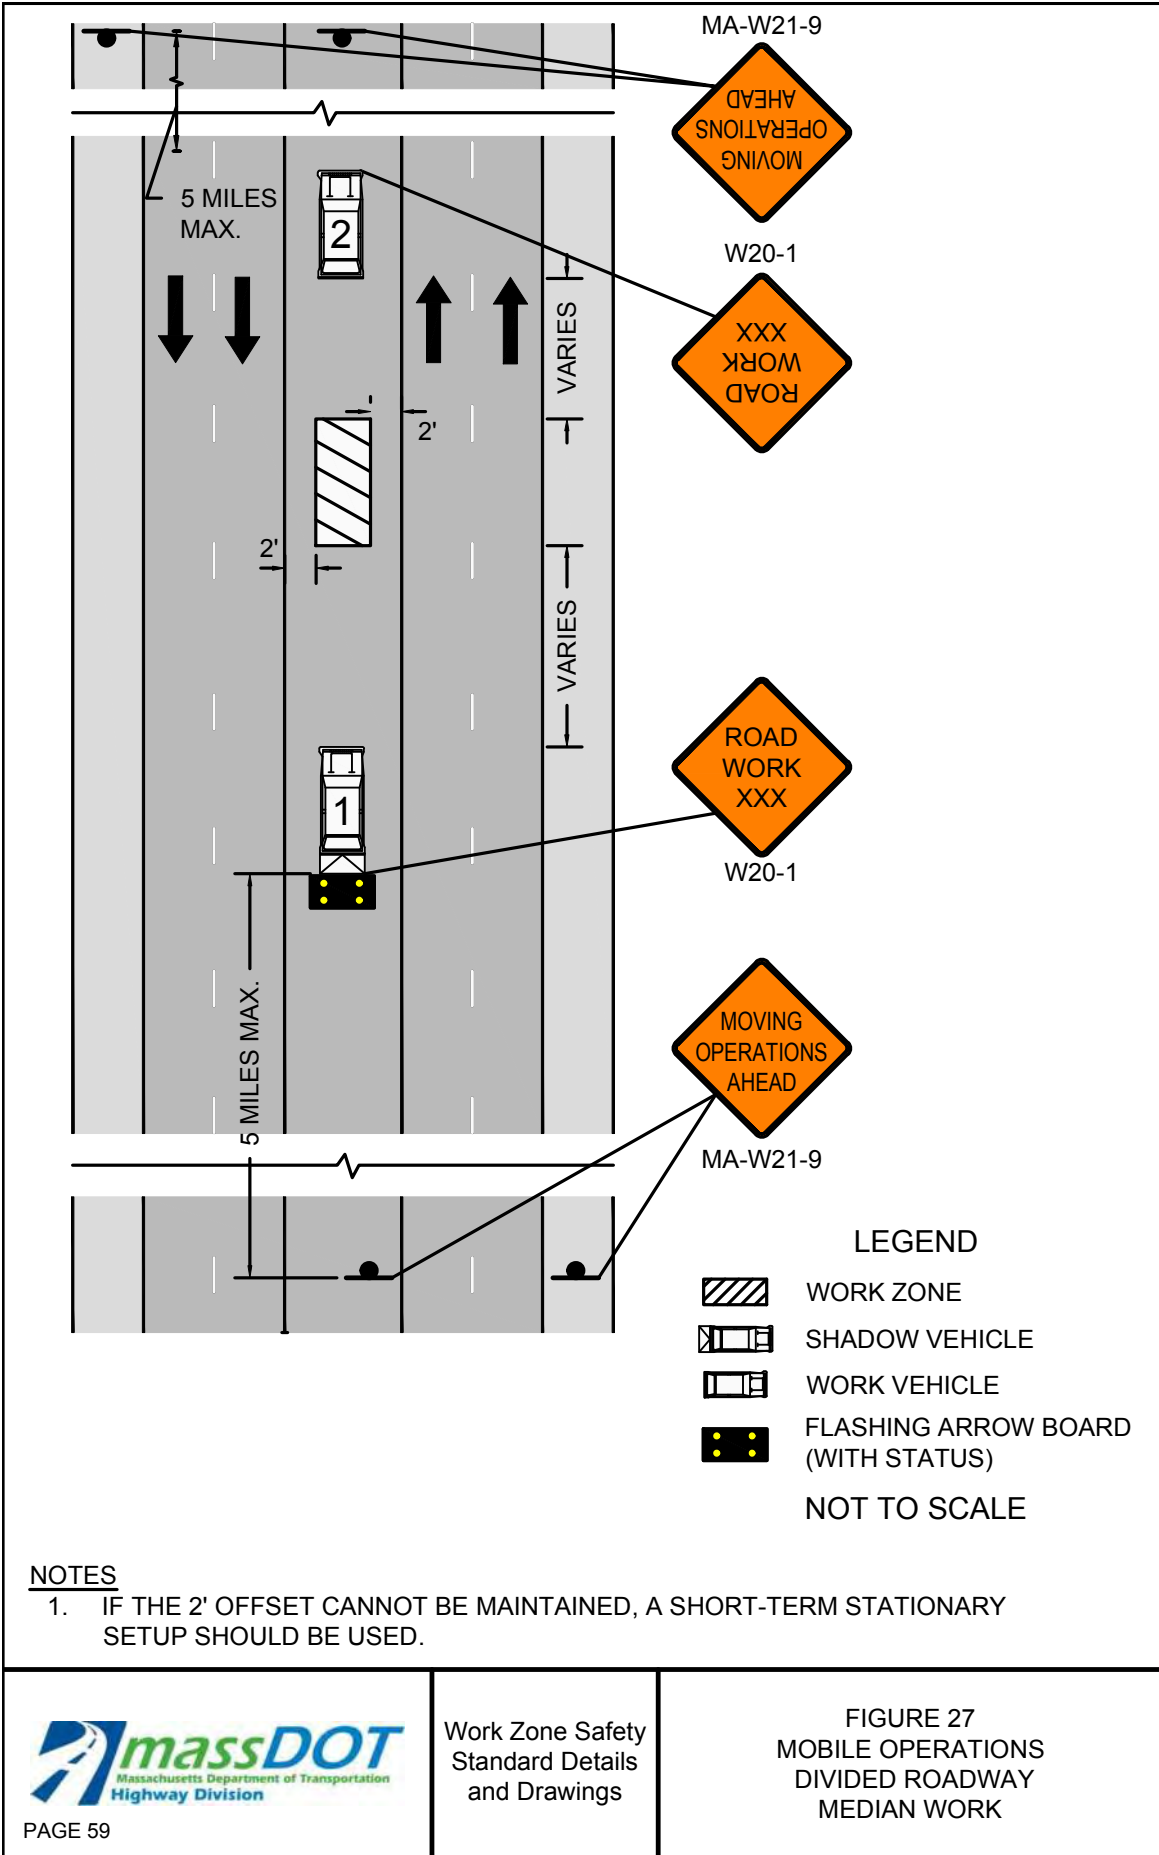 MA-W21-9
MOVING
OPERATIONS
AHEAD
5 MILES
MAX.
2
W20-1
ROAD
WORK
XXX
VARIES
2'
2'
VARIES
ROAD
WORK
XXX
W20-1
1
5 MILES MAX.
MOVING
OPERATIONS
AHEAD
MA-W21-9
LEGEND
WORK ZONE
SHADOW VEHICLE
WORK VEHICLE
FLASHING ARROW BOARD
(WITH STATUS)
NOT TO SCALE
NOTES
1. IF THE 2' OFFSET CANNOT BE MAINTAINED, A SHORT-TERM STATIONARY
SETUP SHOULD BE USED.
massDOT
Massachusetts Department of Transportation
Highway Division
PAGE 59
Work Zone Safety
Standard Details
and Drawings
FIGURE 27
MOBILE OPERATIONS
DIVIDED ROADWAY
MEDIAN WORK